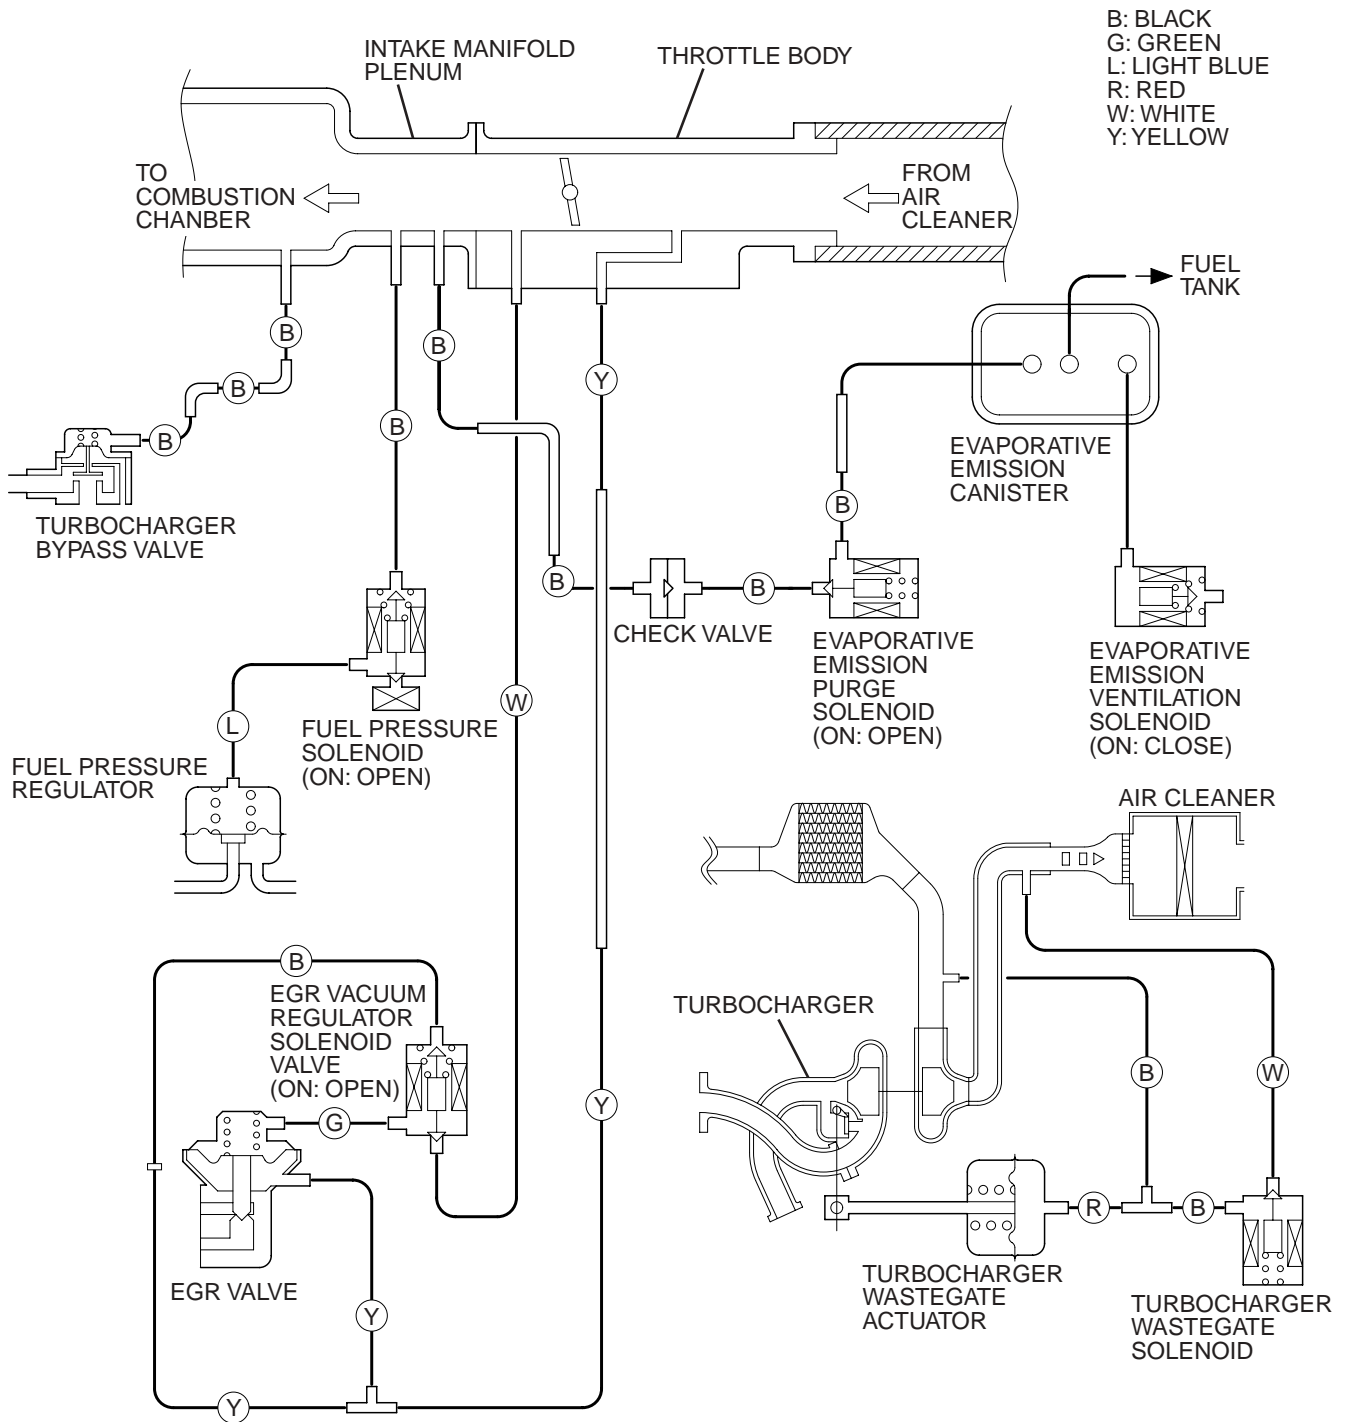 B: BLACK
G: GREEN
L: LIGHT BLUE
R: RED
W: WHITE
Y: YELLOW
INTAKE MANIFOLD
PLENUM
THROTTLE BODY
TO
COMBUSTION
CHANBER
FROM
AIR
CLEANER
FUEL
TANK
B
B
B
B
B
Y
TURBOCHARGER
BYPASS VALVE
EVAPORATIVE
EMISSION
CANISTER
B
B
B
CHECK VALVE
EVAPORATIVE
EMISSION
PURGE
SOLENOID
(ON: OPEN)
EVAPORATIVE
EMISSION
VENTILATION
SOLENOID
(ON: CLOSE)
W
L
FUEL PRESSURE
SOLENOID
(ON: OPEN)
FUEL PRESSURE
REGULATOR
AIR CLEANER
B
EGR VACUUM
REGULATOR
SOLENOID
VALVE
(ON: OPEN)
TURBOCHARGER
B
W
Y
G
EGR VALVE
R
B
TURBOCHARGER
WASTEGATE
ACTUATOR
TURBOCHARGER
WASTEGATE
SOLENOID
Y
Y